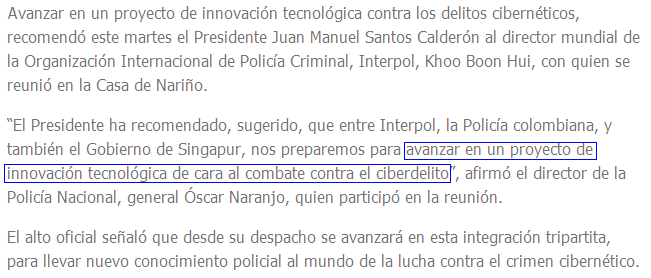 Avanzar en un proyecto de innovación tecnológica contra los delitos cibernéticos,
recomendó este martes el Presidente Juan Manuel Santos Calderón al director mundial de
la Organización Internacional de Policía Criminal, Interpol, Khoo Boon Hui, con quien se
reunió en la Casa de Nariño.
“El Presidente ha recomendado, sugerido, que entre Interpol, la Policía colombiana, y
también el Gobierno de Singapur, nos preparemos para avanzar en un proyecto de
innovación tecnológica de cara al combate contra el ciberdelito”, afirmó el director de la
Policía Nacional, general Óscar Naranjo, quien participó en la reunión.
El alto oficial señaló que desde su despacho se avanzará en esta integración tripartita,
para llevar nuevo conocimiento policial al mundo de la lucha contra el crimen cibernético.